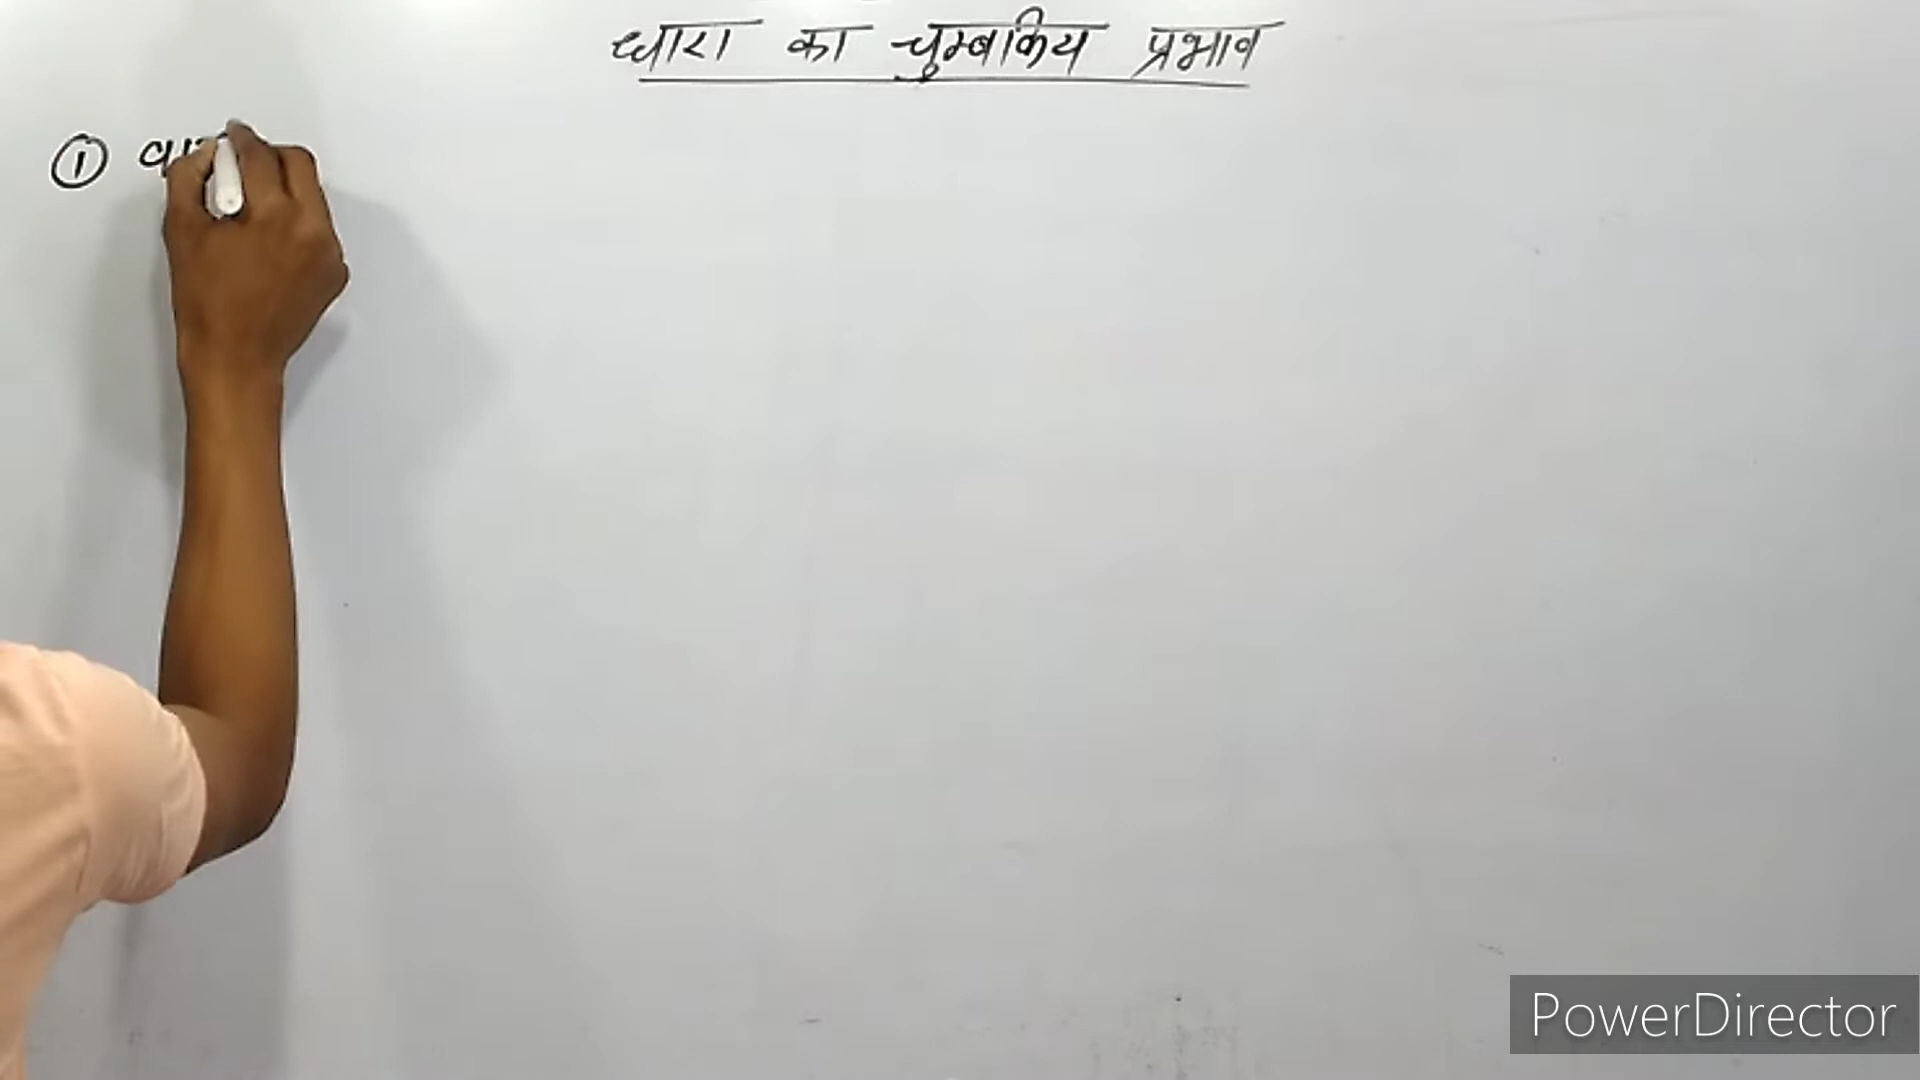 धारा का चुम्बकिय प्रभाव
①
PowerDirector